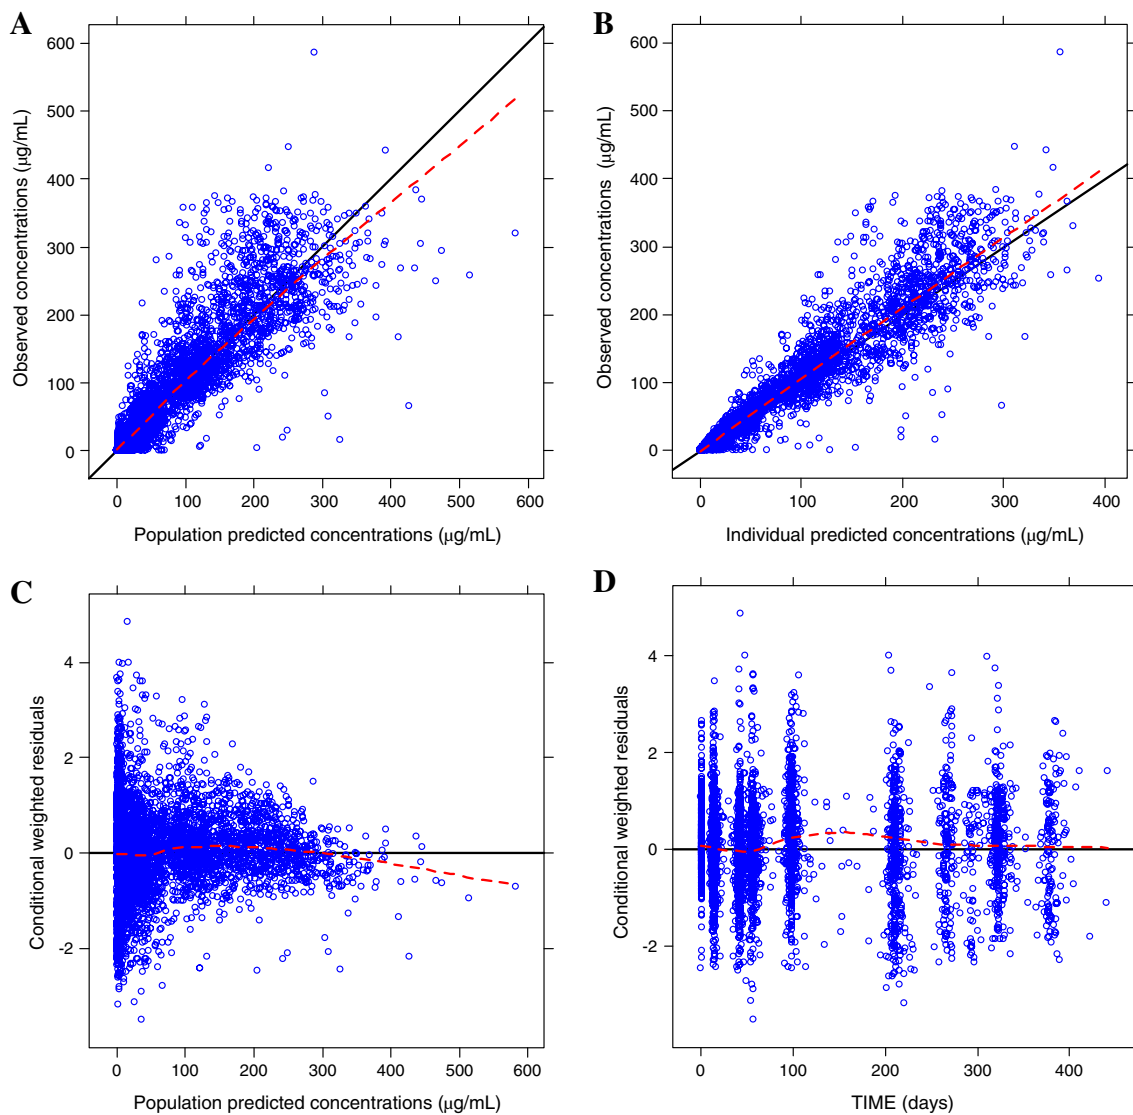 A
B
600
500
400
300
200
100
0
Observed concentrations (μg/mL)
0 100 200 300 400 500 600
Population predicted concentrations (μg/mL)
600
500
400
300
200
100
0
Observed concentrations (μg/mL)
0 100 200 300 400
Individual predicted concentrations (μg/mL)
C
D
4
2
0
-2
Conditional weighted residuals
0 100 200 300 400 500 600
Population predicted concentrations (μg/mL)
4
2
0
-2
Conditional weighted residuals
0 100 200 300 400
TIME (days)